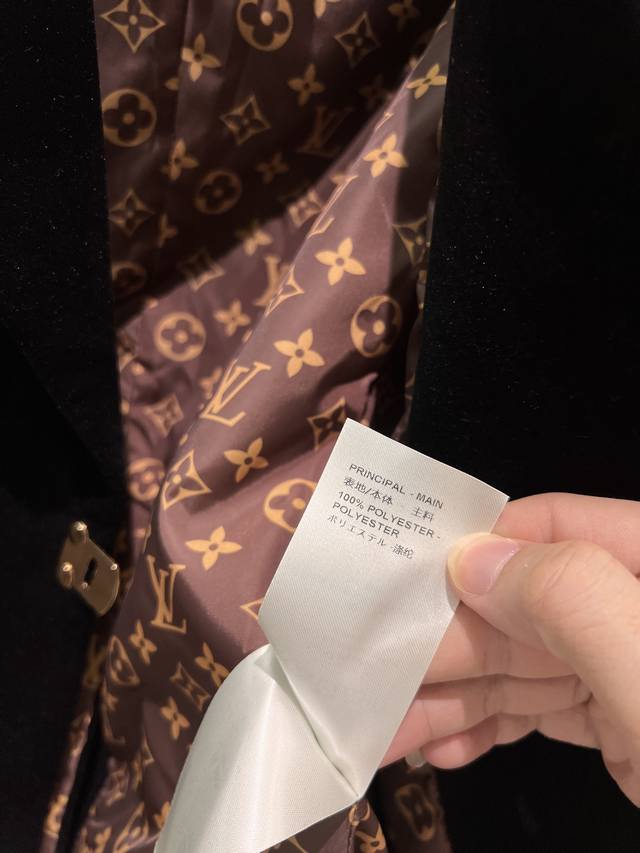 PRINCIPAL - MAIN
表地/本体 主料
100% POLYESTER -
POLYESTER
ポリエステル -涤纶